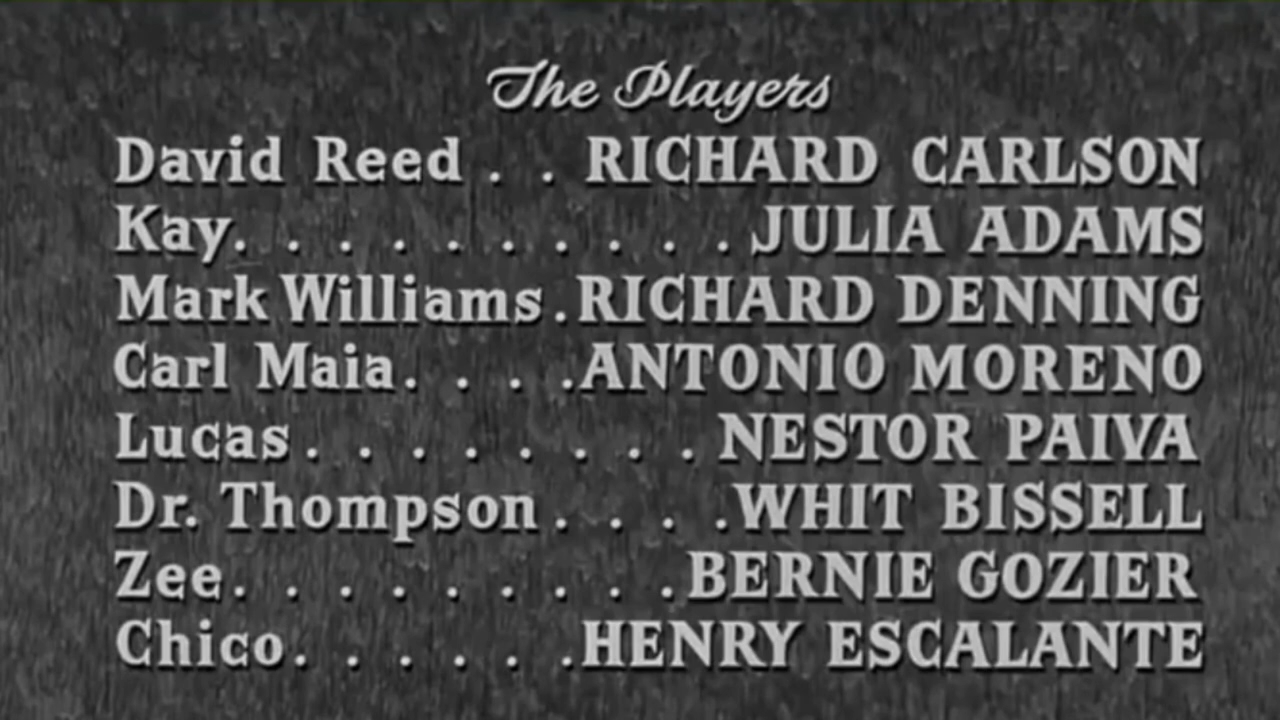 The Players
David Reed . . RICHARD CARLSON
Kay. . . . . . . . . . JULIA ADAMS
Mark Williams .RICHARD DENNING
Carl Maia. . . .ANTONIO MORENO
Lucas . . . . . . . . NESTOR PAIVA
Dr. Thompson . . . .WHIT BISSELL
Zee. . . . . . . . .BERNIE GOZIER
Chico. . . . . .HENRY ESCALANTE